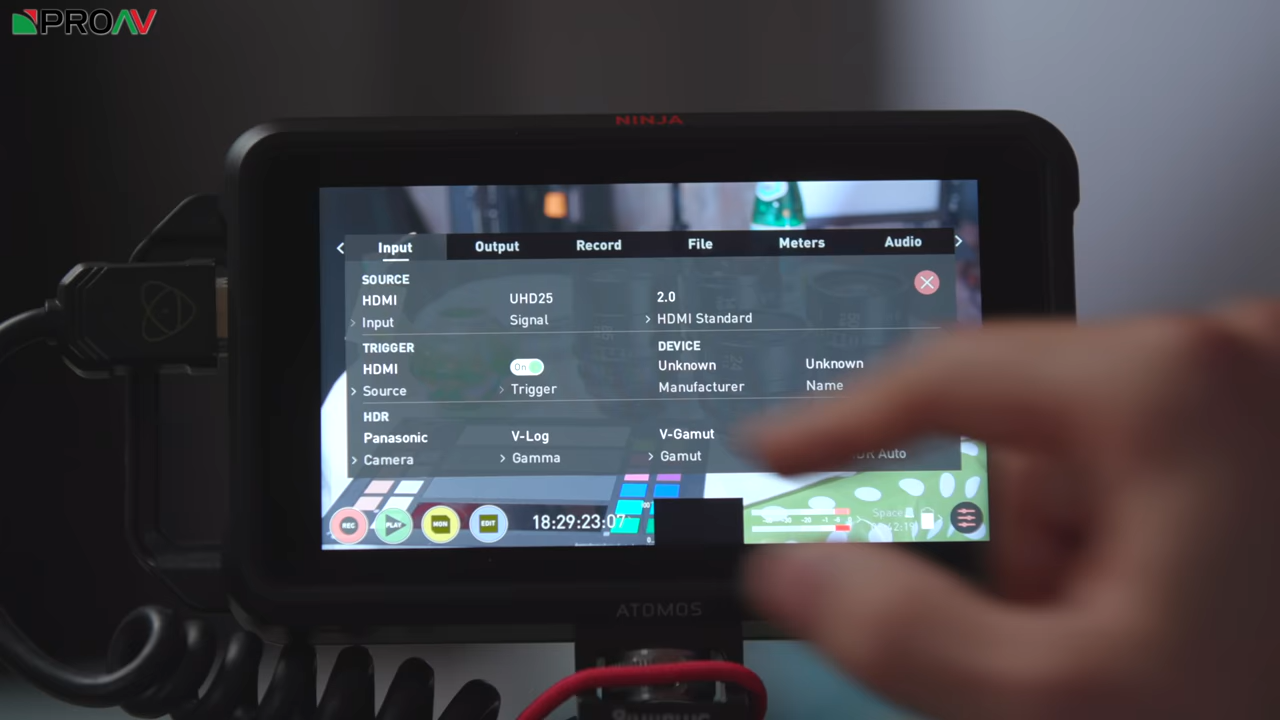 PROAV
NINJA
Input Output Record File Meters Audio
SOURCE
HDMI UHD25 2.0
Input Signal HDMI Standard
TRIGGER DEVICE
HDMI On Unknown Unknown
Source Trigger Manufacturer Name
HDR
Panasonic V-Log V-Gamut
Camera Gamma Gamut Auto
REC PLAY MON EDIT 18:29:23:07 Space
ATOMOS